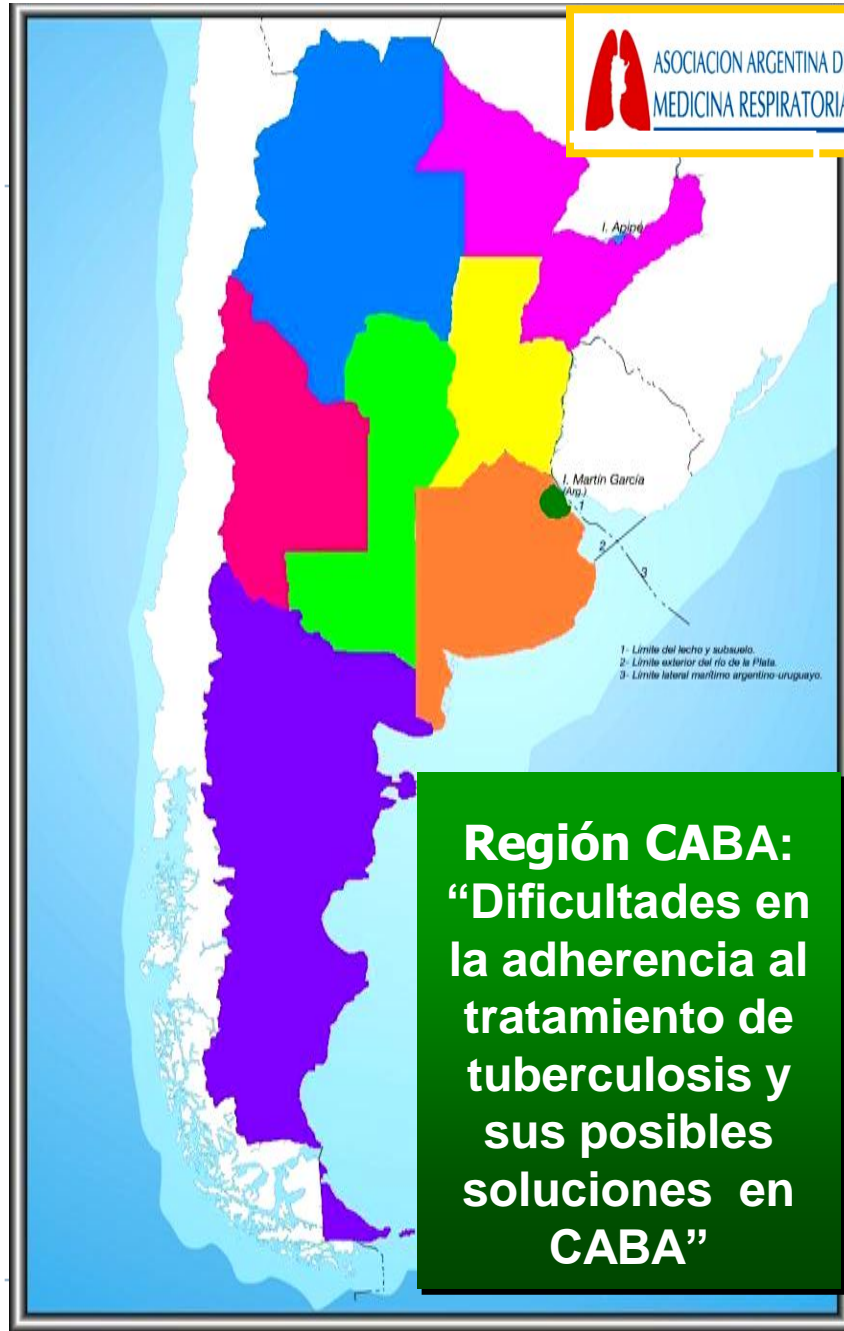 ASOCIACION ARGENTINA D
MEDICINA RESPIRATORIA
I. Apipé
I. Martín García
(Arg.)
1
2
3
1- Límite del lecho y subsuelo.
2- Límite exterior del río de la Plata.
3- Límite lateral marítimo argentino-uruguayo.
Región CABA:
“Dificultades en
la adherencia al
tratamiento de
tuberculosis y
sus posibles
soluciones en
CABA”